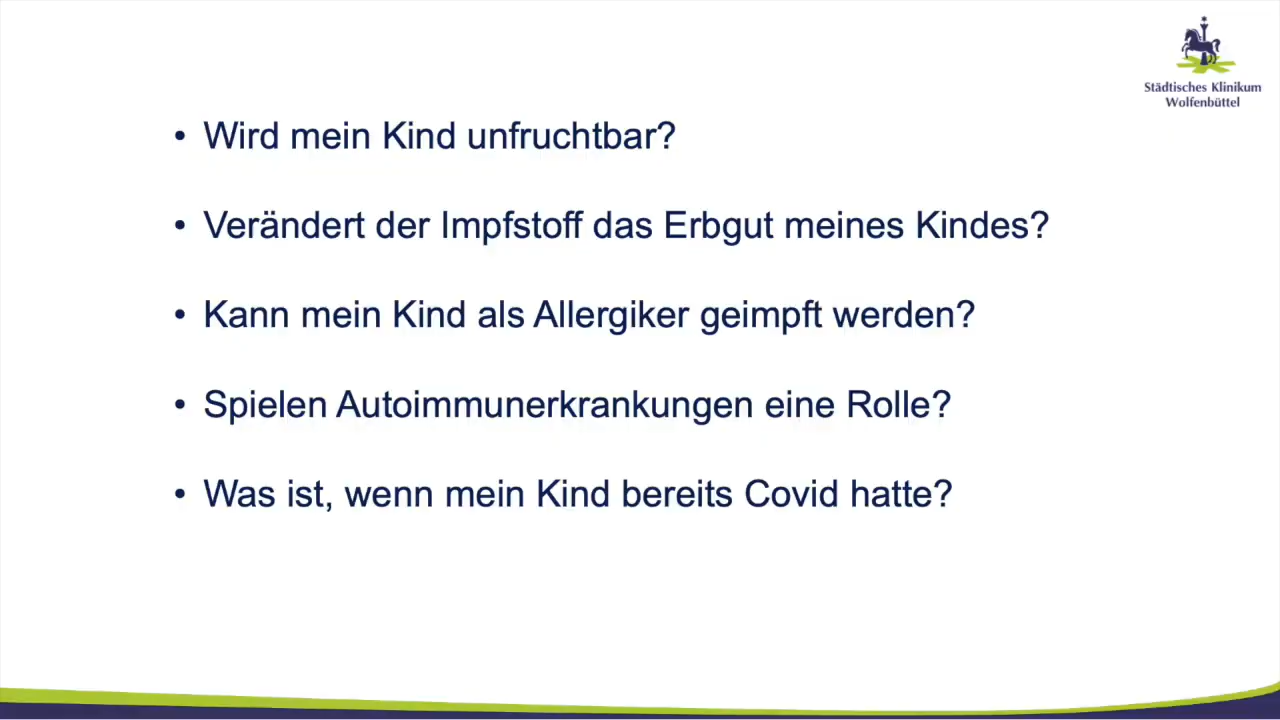 Städtisches Klinikum
Wolfenbüttel
• Wird mein Kind unfruchtbar?
• Verändert der Impfstoff das Erbgut meines Kindes?
• Kann mein Kind als Allergiker geimpft werden?
• Spielen Autoimmunerkrankungen eine Rolle?
• Was ist, wenn mein Kind bereits Covid hatte?